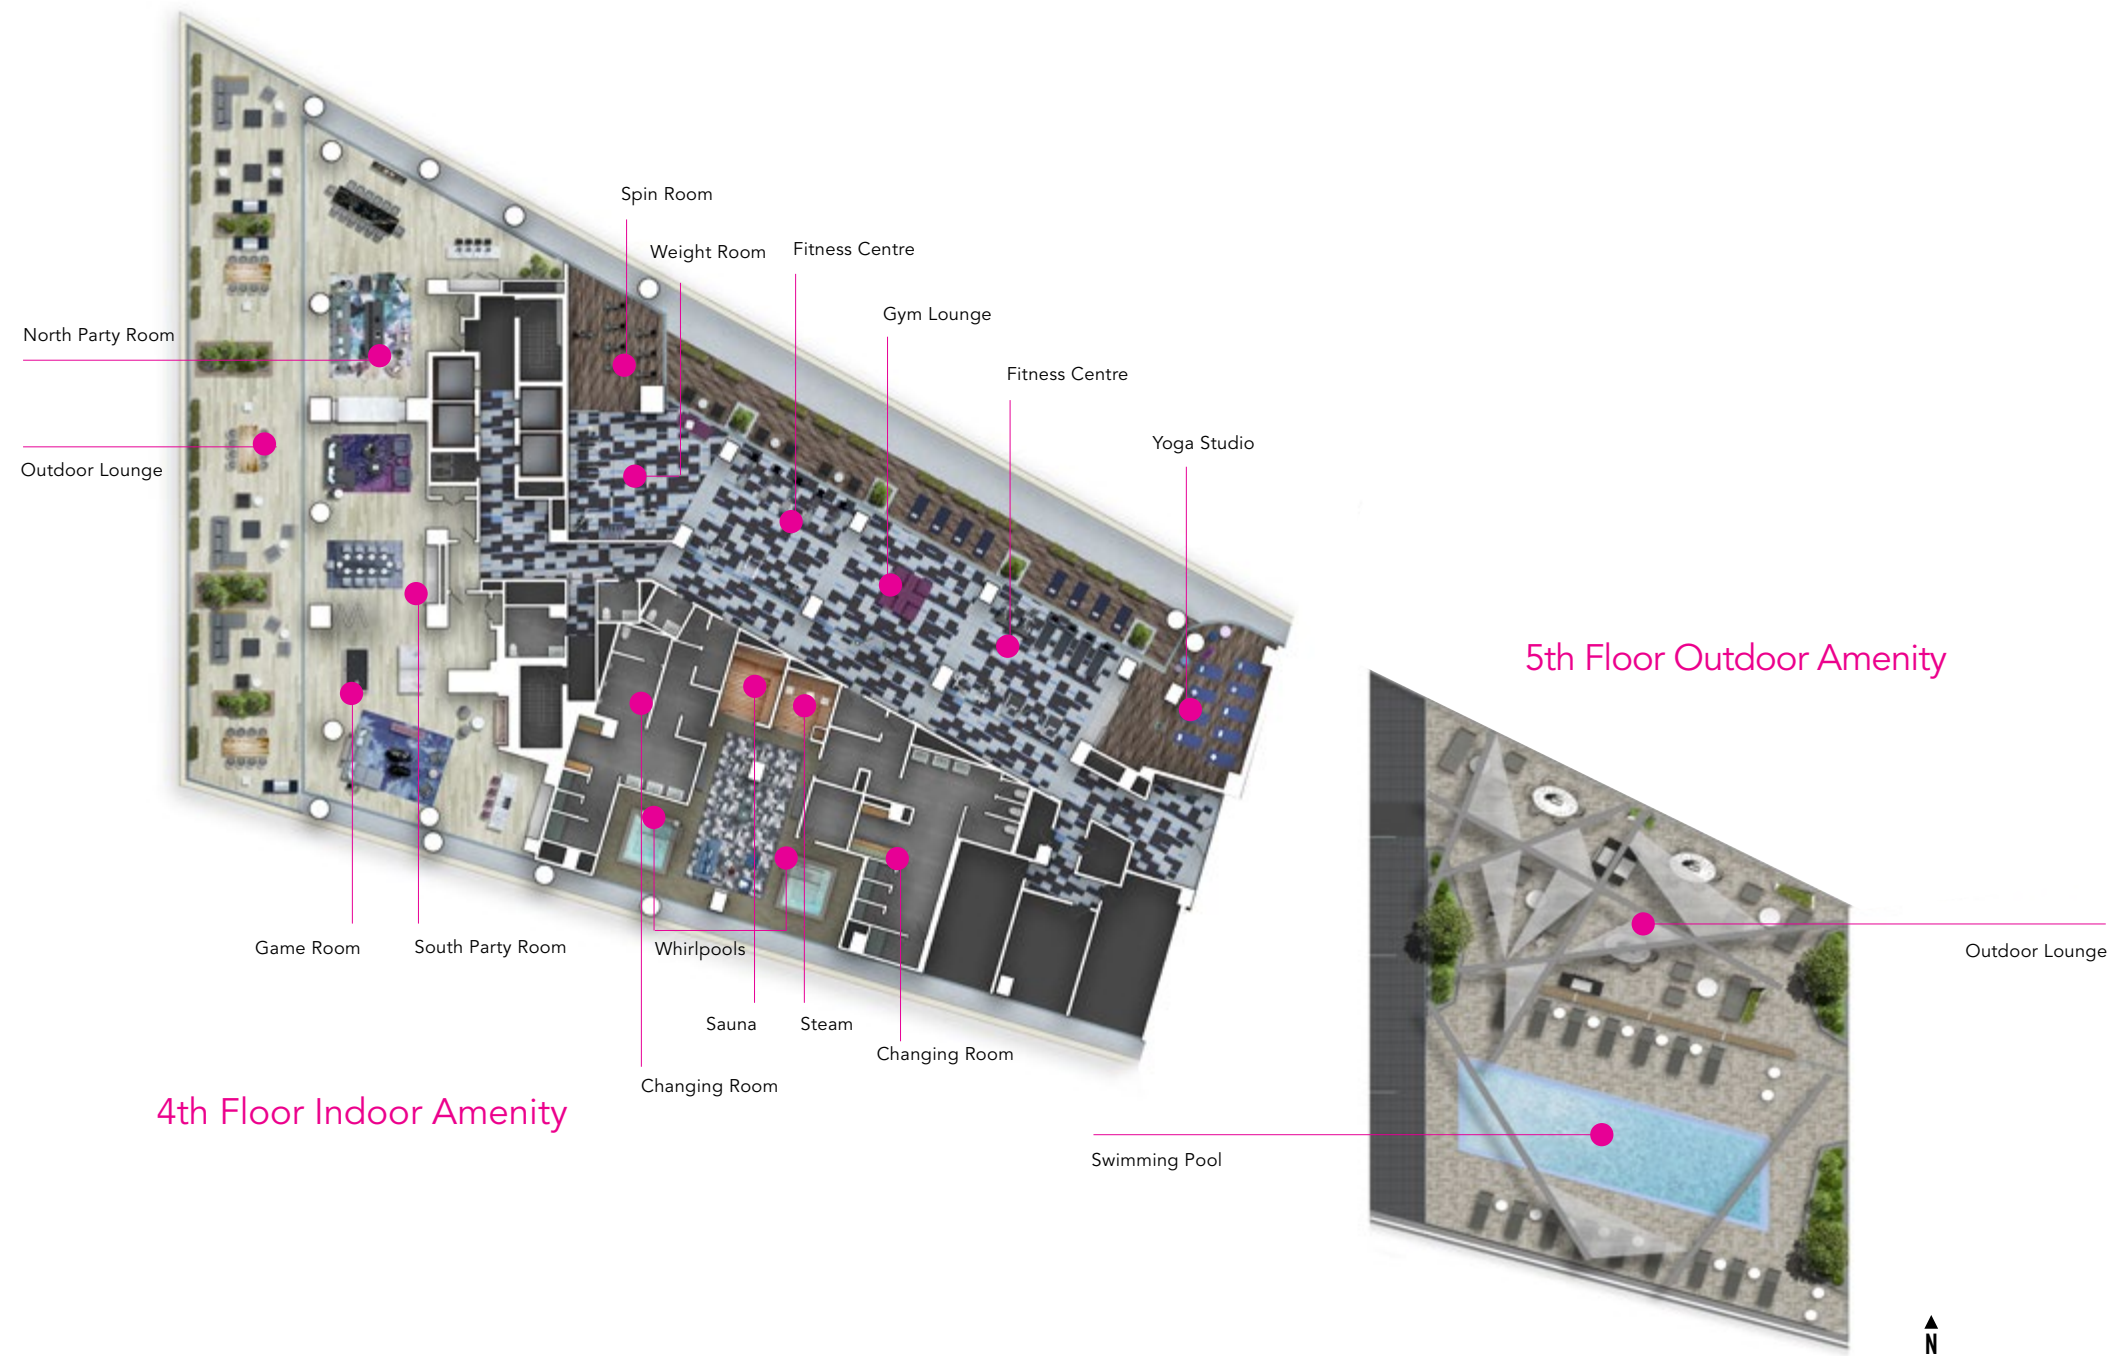 Spin Room
Weight Room
Fitness Centre
Gym Lounge
Fitness Centre
Yoga Studio
North Party Room
Outdoor Lounge
Game Room
South Party Room
Whirlpools
Sauna
Steam
Changing Room
Changing Room
4th Floor Indoor Amenity
5th Floor Outdoor Amenity
Outdoor Lounge
Swimming Pool
N